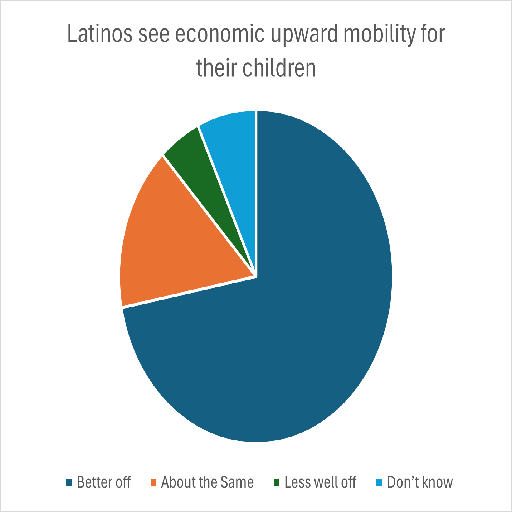 Latinos see economic upward mobility for
their children
Better off About the Same Less well off Don't know